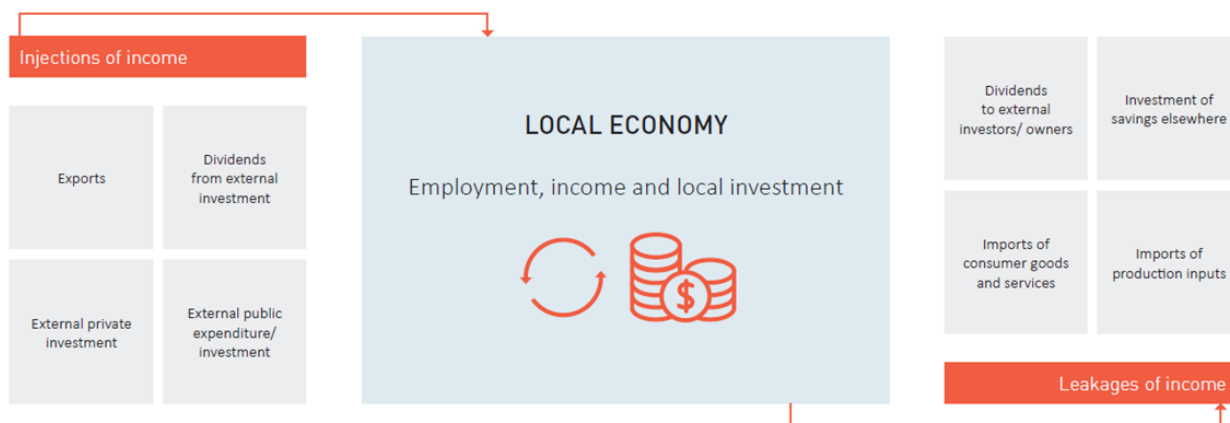 Injections of income
Exports
Dividends
from external
investment
External private
investment
External public
expenditure/
investment
LOCAL ECONOMY
Employment, income and local investment
$
Dividends
to external
investors/ owners
Investment of
savings elsewhere
Imports of
consumer goods
and services
Imports of
production inputs
Leakages of income